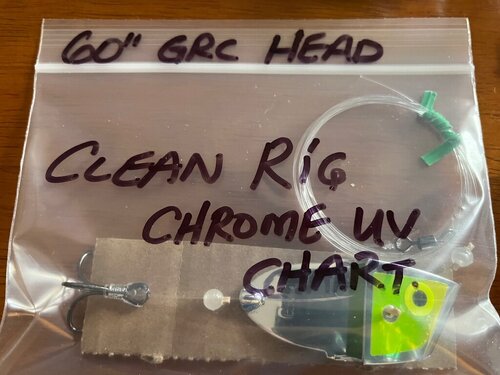 60" GRC HEAD
CLEAN RiG
CHROME UV
CHART.